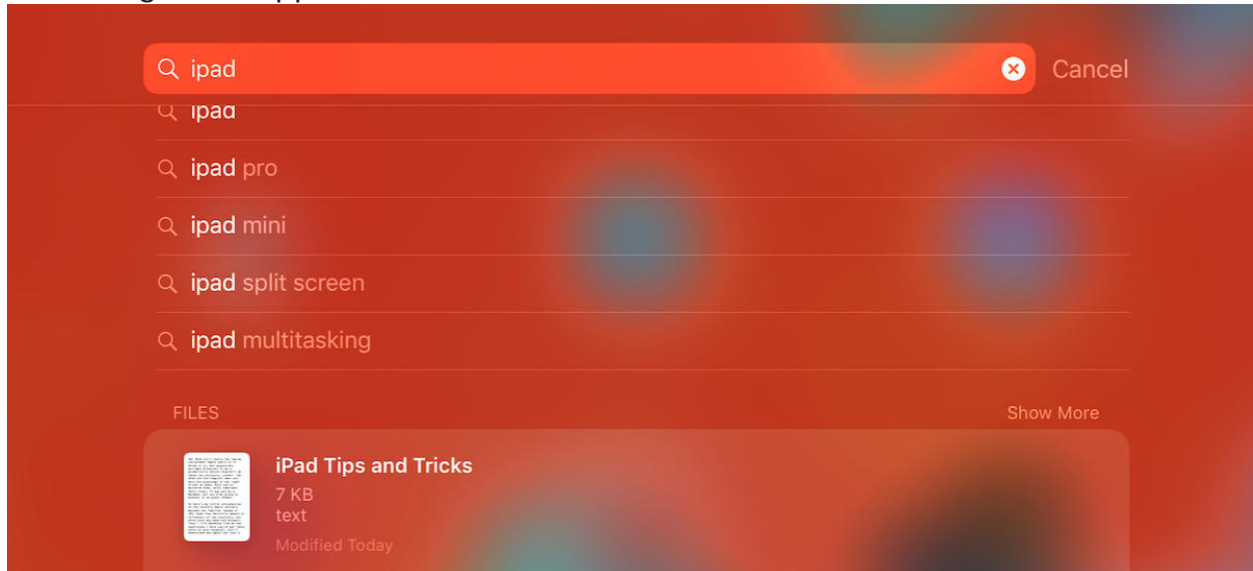 ipad
Cancel
ipad
ipad pro
ipad mini
ipad split screen
ipad multitasking
FILES
Show More
iPad Tips and Tricks
7 KB
text
Modified Today